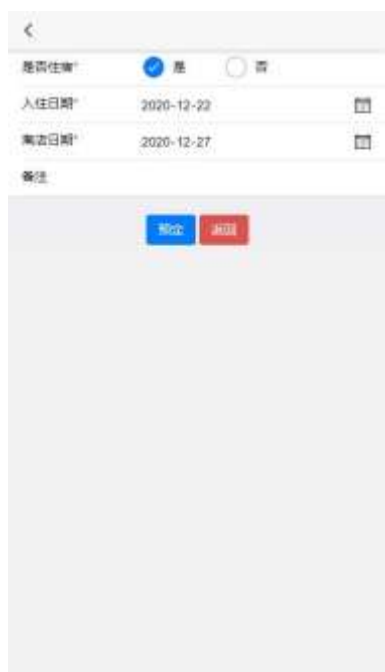 是否住宿* 是 否
入住日期* 2020-12-22
离店日期* 2020-12-27
备注
预定 返回